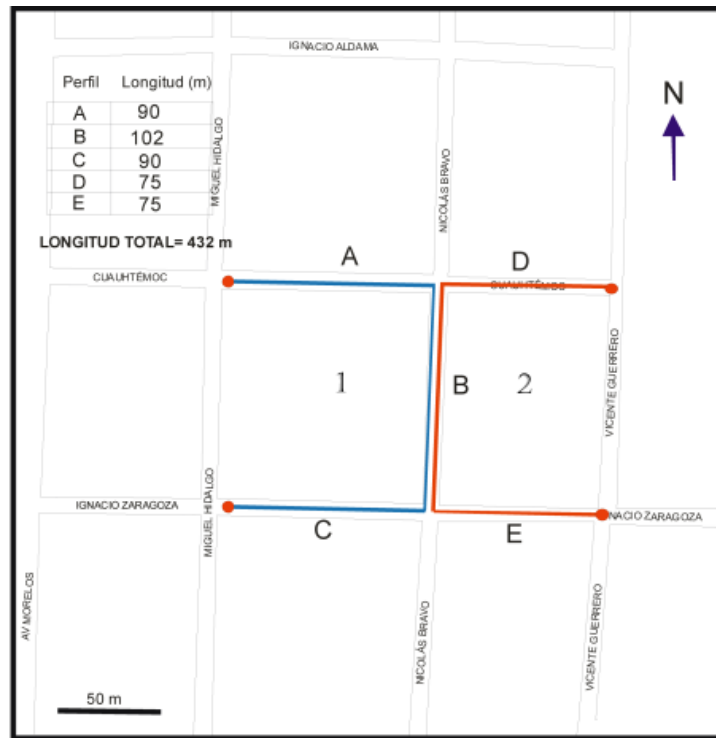 IGNACIO ALDAMA
Perfil Longitud (m)
A 90
B 102
C 90
D 75
E 75
LONGITUD TOTAL= 432 m
MIGUEL HIDALGO
NICOLÁS BRAVO
N
A
D
CUAUHTÉMOC
CUAUHTÉMOC
1
B
2
VICENTE GUERRERO
IGNACIO ZARAGOZA
MIGUEL HIDALGO
C
E
NACIO ZARAGOZA
AV MORELOS
NICOLÁS BRAVO
VICENTE GUERRERO
50 m